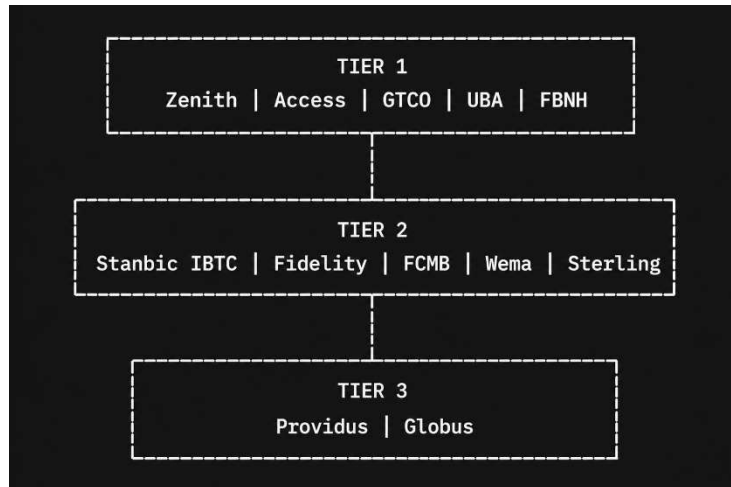 TIER 1
Zenith | Access | GTCO | UBA | FBNH
TIER 2
Stanbic IBTC | Fidelity | FCMB | Wema | Sterling
TIER 3
Providus | Globus